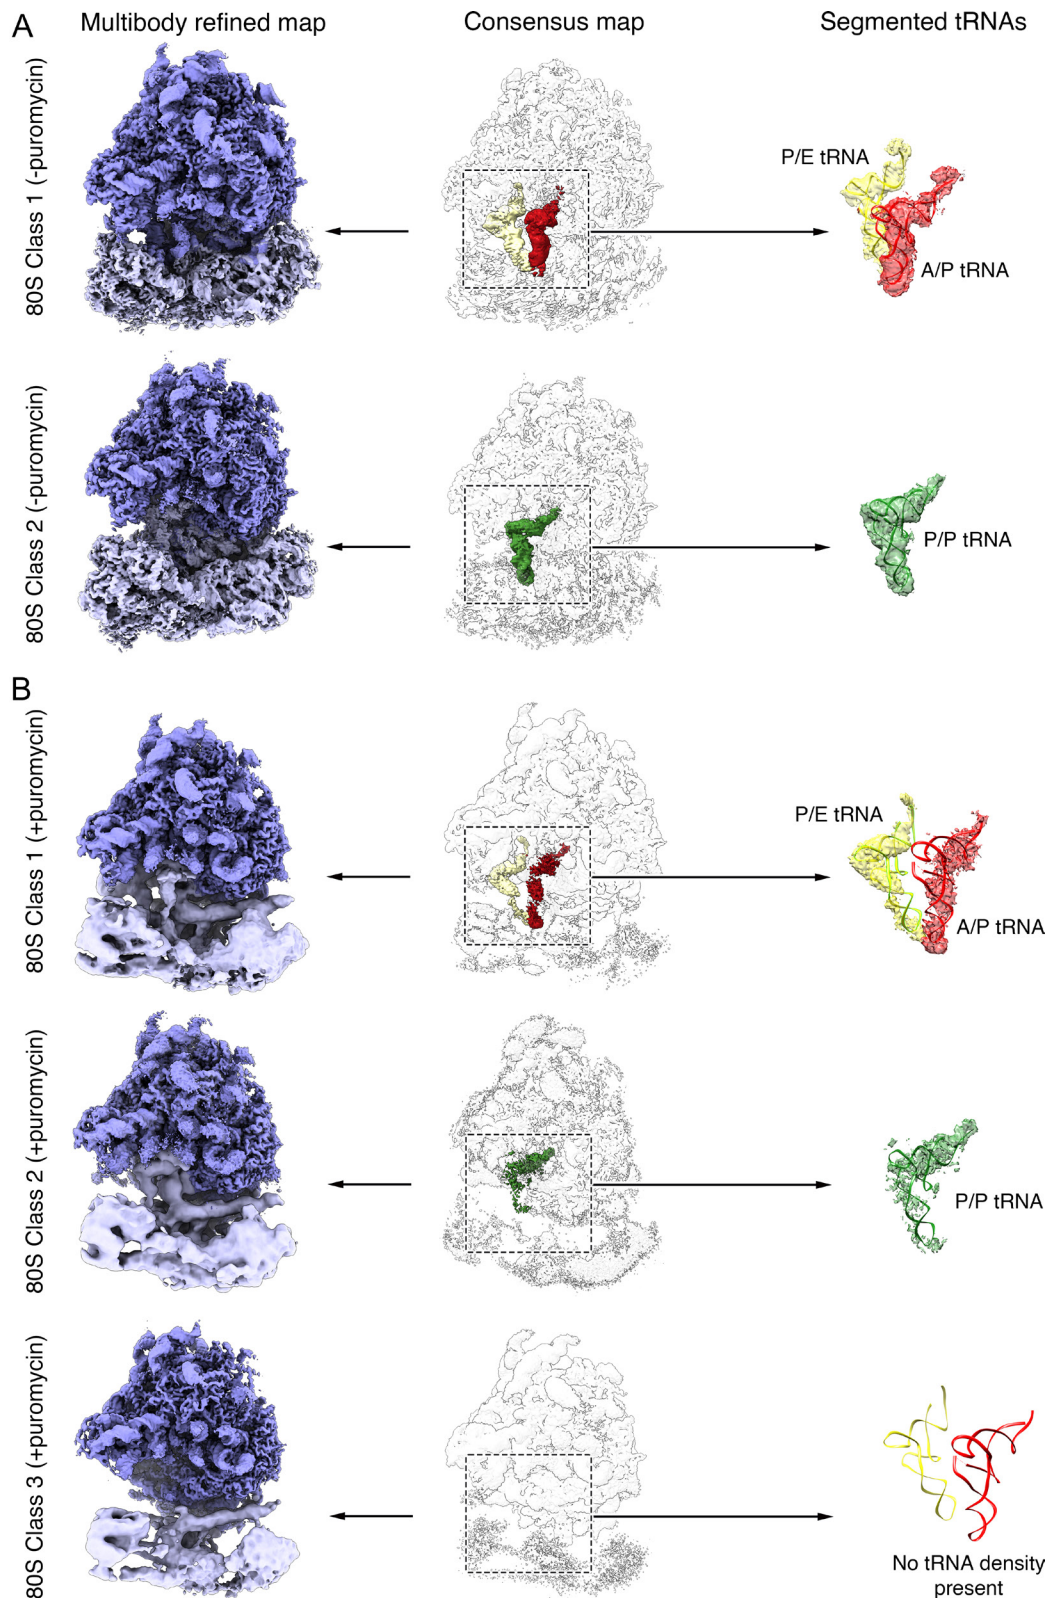 A
Multibody refined map
Consensus map
Segmented tRNAs
80S Class 1 (-puromycin)
P/E tRNA
A/P tRNA
80S Class 2 (-puromycin)
P/P tRNA
B
80S Class 1 (+puromycin)
P/E tRNA
A/P tRNA
80S Class 2 (+puromycin)
P/P tRNA
80S Class 3 (+puromycin)
No tRNA density
present